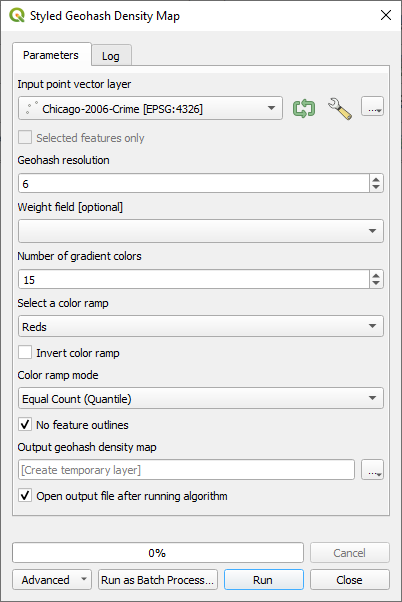 Styled Geohash Density Map
Parameters
Log
Input point vector layer
Chicago-2006-Crime [EPSG:4326]
...
Selected features only
Geohash resolution
6
Weight field [optional]
Number of gradient colors
15
Select a color ramp
Reds
Invert color ramp
Color ramp mode
Equal Count (Quantile)
No feature outlines
Output geohash density map
[Create temporary layer]
...
Open output file after running algorithm
0%
Cancel
Advanced
Run as Batch Process...
Run
Close